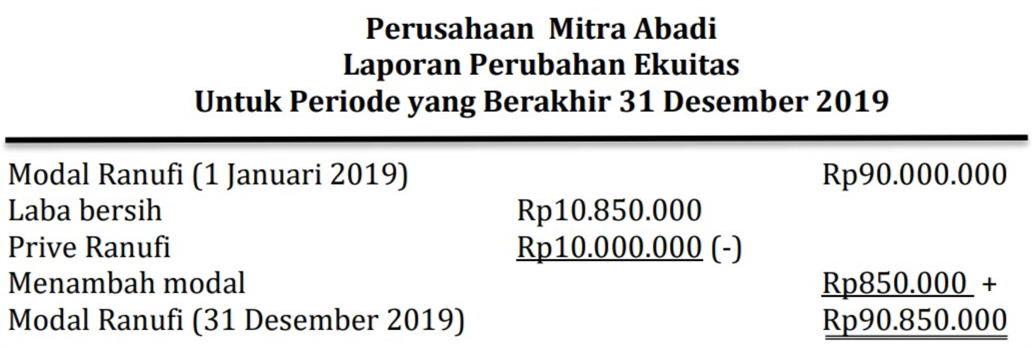 Perusahaan Mitra Abadi
Laporan Perubahan Ekuitas
Untuk Periode yang Berakhir 31 Desember 2019
Modal Ranufi (1 Januari 2019) Rp90.000.000
Laba bersih Rp10.850.000
Prive Ranufi Rp10.000.000 (-)
Menambah modal Rp850.000 +
Modal Ranufi (31 Desember 2019) Rp90.850.000